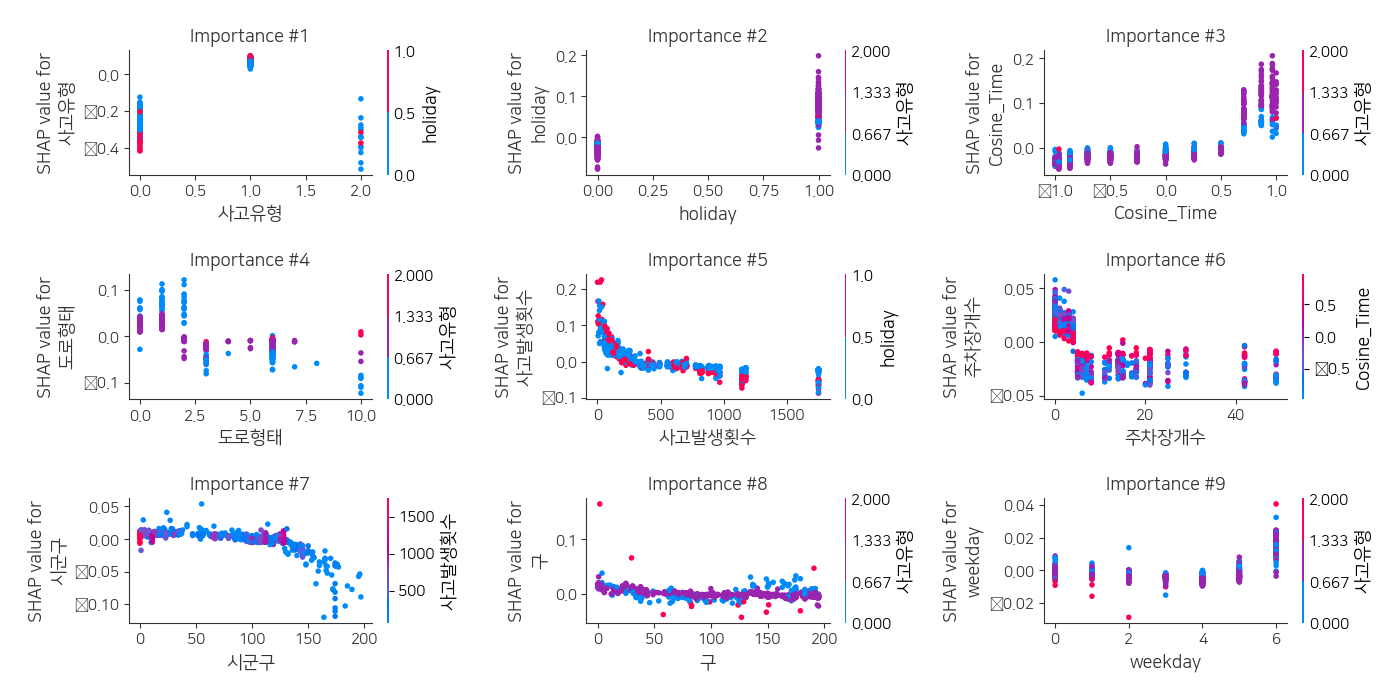 Importance #1
SHAP value for
사고유형
0.0
☒0.2
☒0.4
0.0
0.5
1.0
1.5
2.0
사고유형
1.0
0.5
0.0
holiday
Importance #2
SHAP value for
holiday
0.2
0.1
0.0
0.00
0.25
0.50
0.75
1.00
holiday
2.000
1.333
0.667
0.000
사고유형
Importance #3
SHAP value for
Cosine_Time
0.2
0.1
0.0
☒1.0
☒0.5
0.0
0.5
1.0
Cosine_Time
2.000
1.333
0.667
0.000
사고유형
Importance #4
SHAP value for
도로형태
0.1
0.0
☒0.1
0.0
2.5
5.0
7.5
10.0
도로형태
2.000
1.333
0.667
0.000
사고유형
Importance #5
SHAP value for
사고발생횟수
0.2
0.1
0.0
☒0.1
0
500
1000
1500
사고발생횟수
1.0
0.5
0.0
holiday
Importance #6
SHAP value for
주차장개수
0.05
0.00
☒0.05
0
20
40
주차장개수
0.5
0.0
☒0.5
Cosine_Time
Importance #7
SHAP value for
시군구
0.05
0.00
☒0.05
☒0.10
0
50
100
150
200
시군구
1500
1000
500
사고발생횟수
Importance #8
SHAP value for
구
0.1
0.0
0
50
100
150
200
구
2.000
1.333
0.667
0.000
사고유형
Importance #9
SHAP value for
weekday
0.04
0.02
0.00
☒0.02
0
2
4
6
weekday
2.000
1.333
0.667
0.000
사고유형